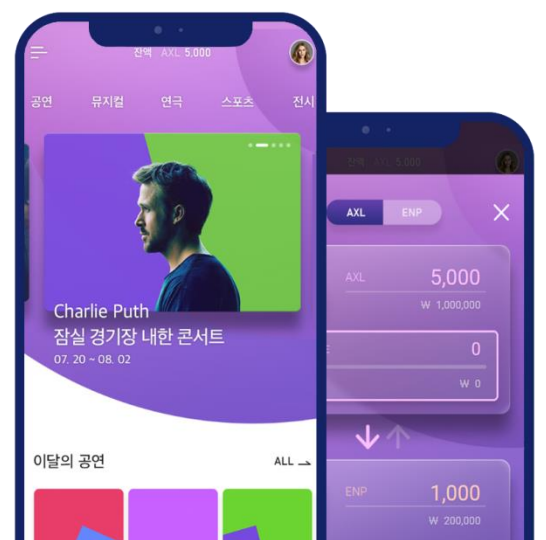 잔액 AXL 5,000
공연 뮤지컬 연극 스포츠 전시
Charlie Puth
잠실 경기장 내한 콘서트
07. 20 ~ 08. 02
이달의 공연
ALL
잔액 AXL 5,000
AXL ENP
AXL 5,000
₩ 1,000,000
0
₩ 0
ENP 1,000
₩ 200,000